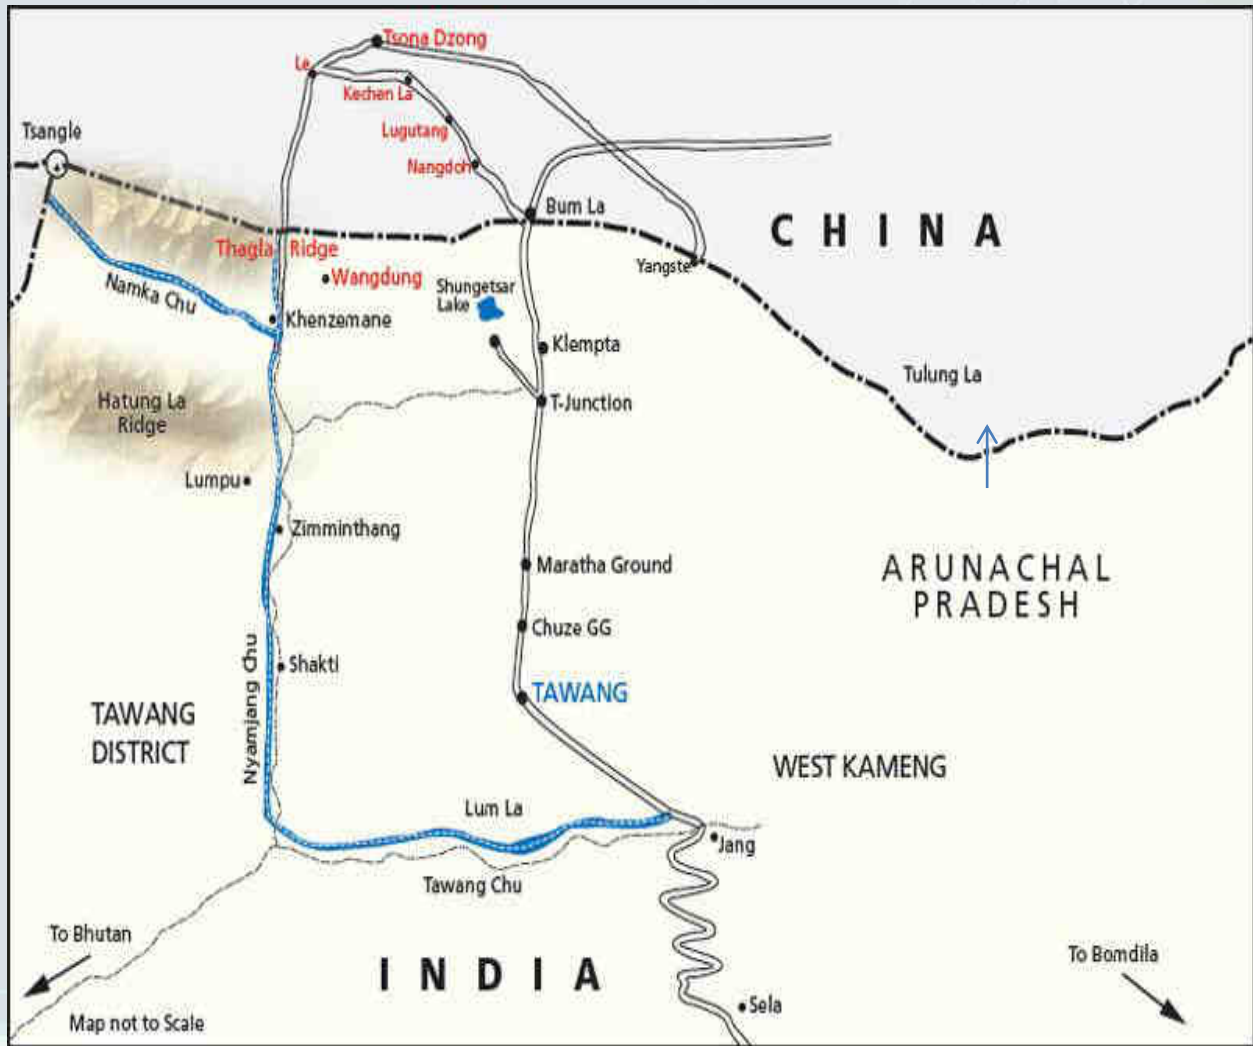 Tsona Dzong
Le
Kechen La
Lugutang
Tsangle
Nangdoh
Bum La
CHINA
Thagla Ridge
Yangste
Wangdung
Namka Chu
Shungetsar
Lake
Khenzemane
Klempta
Tulung La
Hatung La
Ridge
T-Junction
Lumpu
Zimminthang
Maratha Ground
ARUNACHAL
PRADESH
Chuze GG
Nyamjang Chu
Shakti
TAWANG
TAWANG
DISTRICT
WEST KAMENG
Lum La
Jang
Tawang Chu
To Bhutan
INDIA
To Bomdila
Sela
Map not to Scale